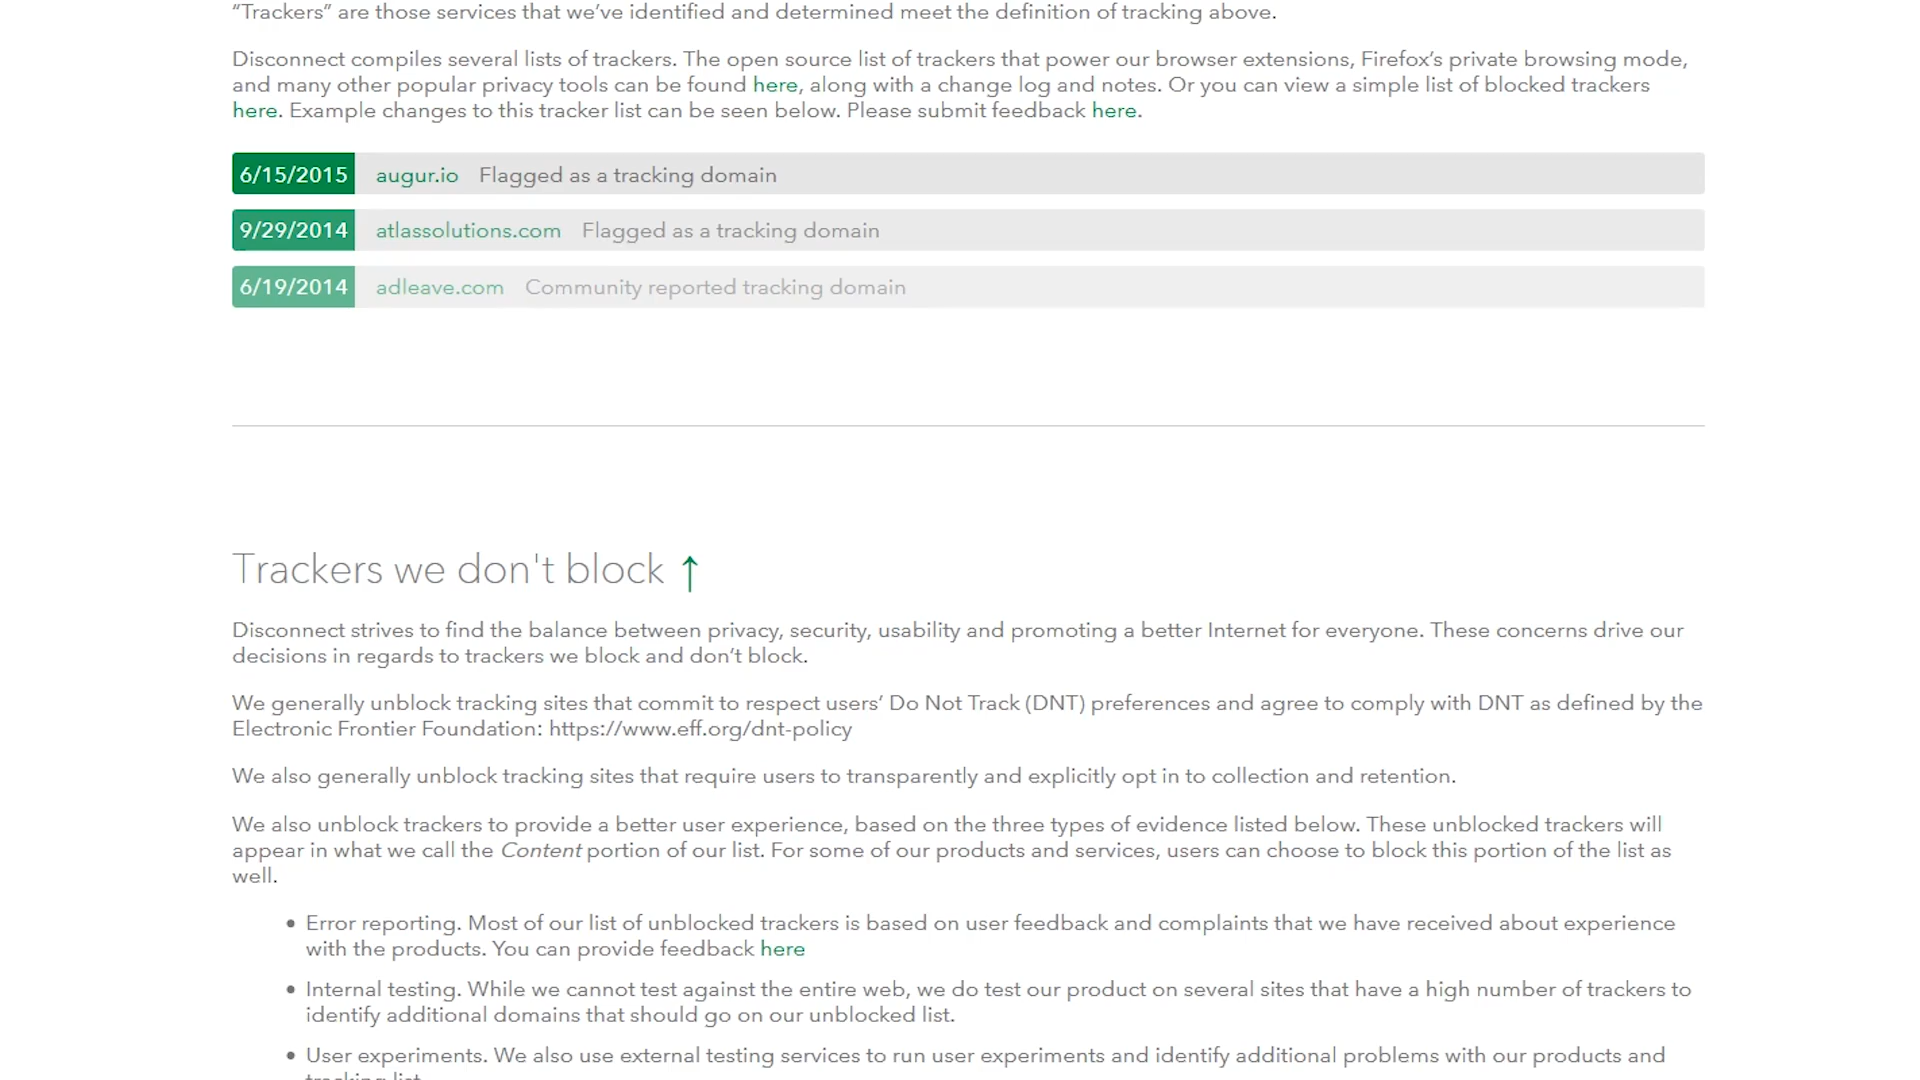 “Trackers” are those services that we’ve identified and determined meet the definition of tracking above.
Disconnect compiles several lists of trackers. The open source list of trackers that power our browser extensions, Firefox’s private browsing mode,
and many other popular privacy tools can be found here, along with a change log and notes. Or you can view a simple list of blocked trackers
here. Example changes to this tracker list can be seen below. Please submit feedback here.
6/15/2015 augur.io Flagged as a tracking domain
9/29/2014 atlassolutions.com Flagged as a tracking domain
6/19/2014 adleave.com Community reported tracking domain
Trackers we don't block ↑
Disconnect strives to find the balance between privacy, security, usability and promoting a better Internet for everyone. These concerns drive our
decisions in regards to trackers we block and don’t block.
We generally unblock tracking sites that commit to respect users’ Do Not Track (DNT) preferences and agree to comply with DNT as defined by the
Electronic Frontier Foundation: https://www.eff.org/dnt-policy
We also generally unblock tracking sites that require users to transparently and explicitly opt in to collection and retention.
We also unblock trackers to provide a better user experience, based on the three types of evidence listed below. These unblocked trackers will
appear in what we call the Content portion of our list. For some of our products and services, users can choose to block this portion of the list as
well.
• Error reporting. Most of our list of unblocked trackers is based on user feedback and complaints that we have received about experience
with the products. You can provide feedback here
• Internal testing. While we cannot test against the entire web, we do test our product on several sites that have a high number of trackers to
identify additional domains that should go on our unblocked list.
• User experiments. We also use external testing services to run user experiments and identify additional problems with our products and
tracking list.